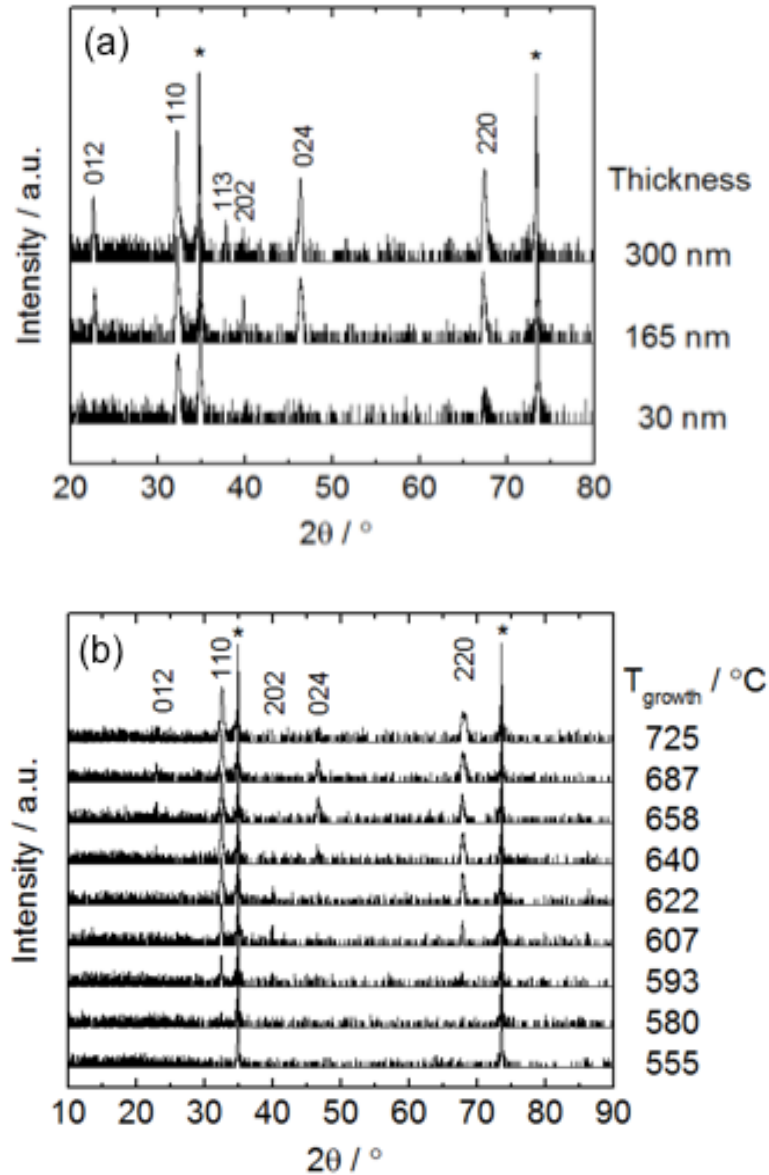 (a)
*
*
012
110
113
202
024
220
Thickness
300 nm
165 nm
30 nm
Intensity / a.u.
20 30 40 50 60 70 80
2θ / °
(b)
*
*
012
110
202
024
220
T_growth / °C
725
687
658
640
622
607
593
580
555
Intensity / a.u.
10 20 30 40 50 60 70 80 90
2θ / °